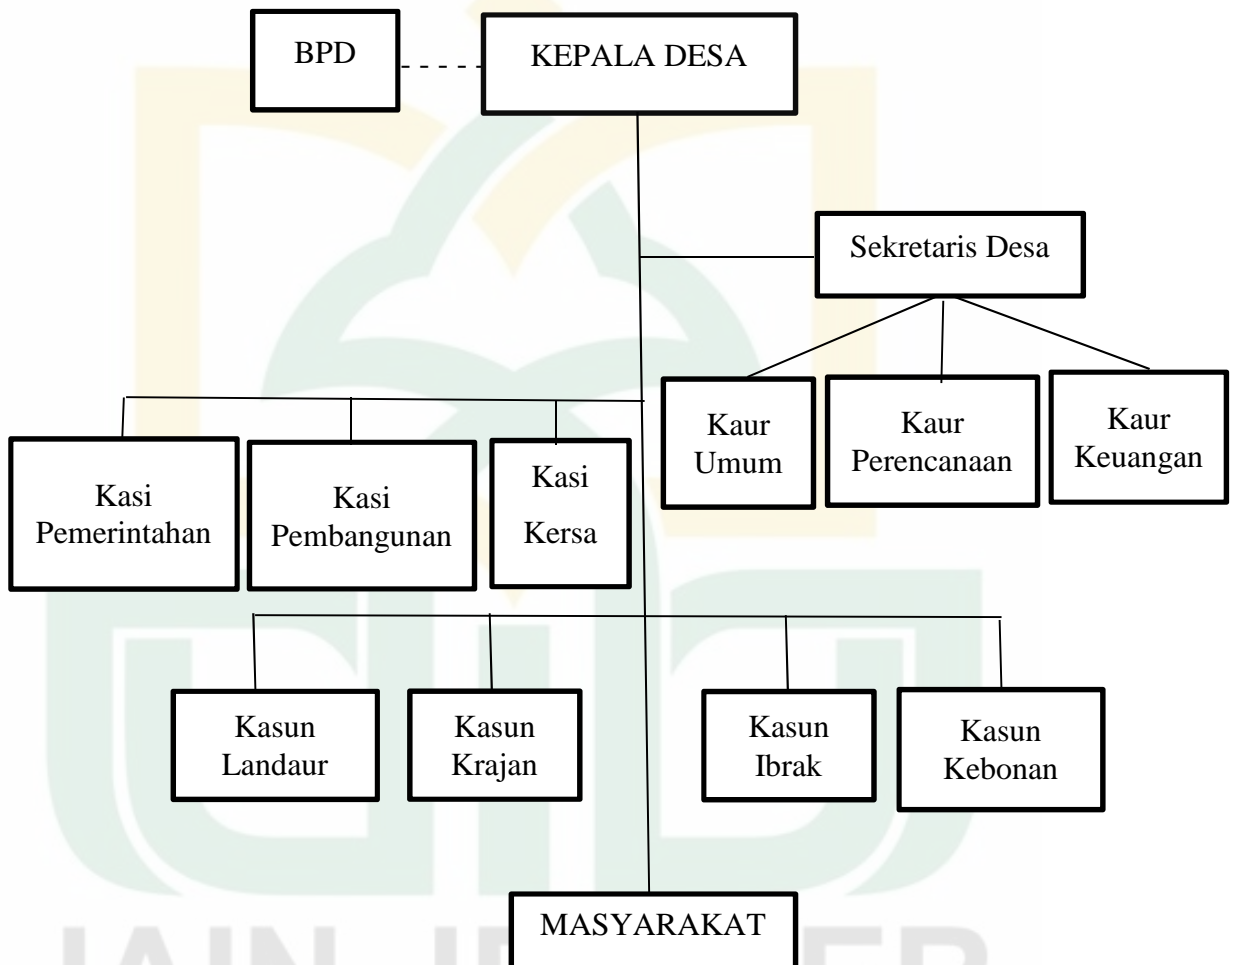 BPD
KEPALA DESA
Sekretaris Desa
Kaur
Umum
Kaur
Perencanaan
Kaur
Keuangan
Kasi
Pemerintahan
Kasi
Pembangunan
Kasi
Kersa
Kasun
Landaur
Kasun
Krajan
Kasun
Ibrak
Kasun
Kebonan
MASYARAKAT